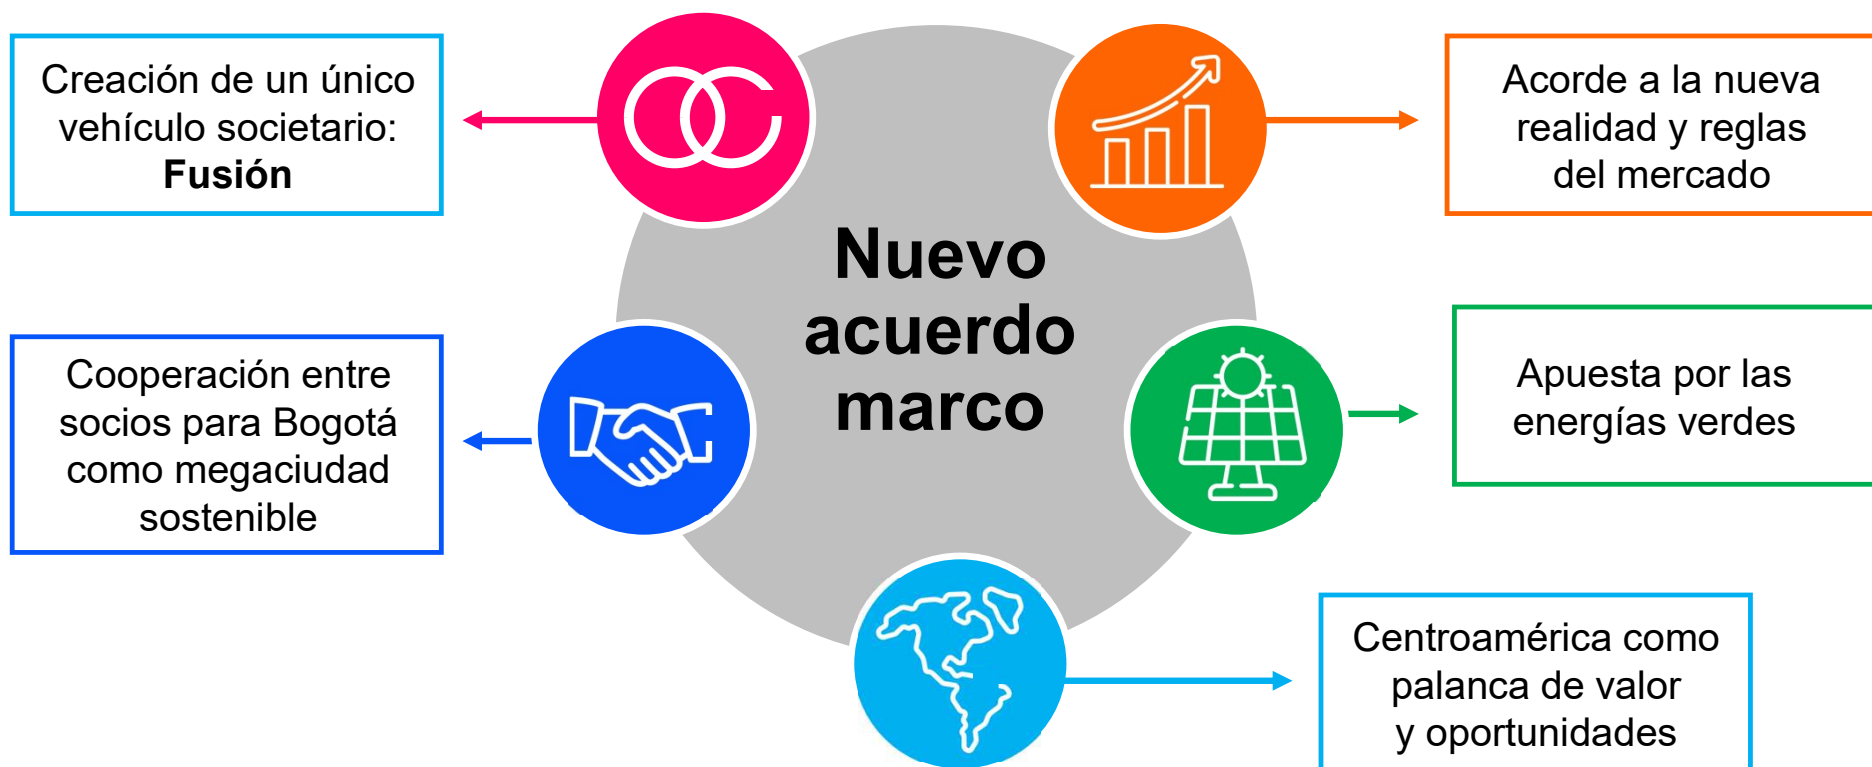 Creación de un único
vehículo societario:
Fusión
Acorde a la nueva
realidad y reglas
del mercado
Nuevo
acuerdo
marco
Cooperación entre
socios para Bogotá
como megaciudad
sostenible
Apuesta por las
energías verdes
Centroamérica como
palanca de valor
y oportunidades